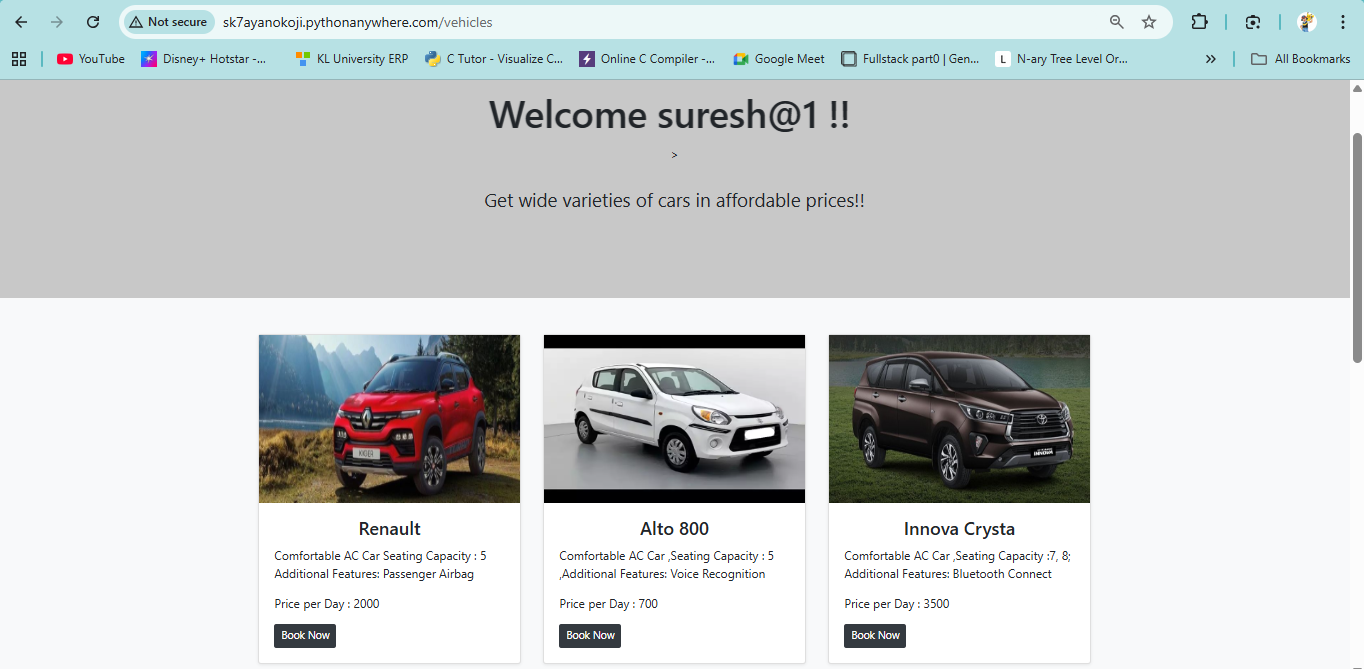 Not secure
sk7ayanokoji.pythonanywhere.com/vehicles
YouTube
Disney+ Hotstar -...
KL University ERP
C Tutor - Visualize C...
Online C Compiler -...
Google Meet
Fullstack part0 | Gen...
L
N-ary Tree Level Or...
»
All Bookmarks
Welcome suresh@1 !!
>
Get wide varieties of cars in affordable prices!!
KIGER
INNOVA
Renault
Comfortable AC Car Seating Capacity : 5
Additional Features: Passenger Airbag
Price per Day : 2000
Book Now
Alto 800
Comfortable AC Car ,Seating Capacity : 5
,Additional Features: Voice Recognition
Price per Day : 700
Book Now
Innova Crysta
Comfortable AC Car ,Seating Capacity :7, 8;
Additional Features: Bluetooth Connect
Price per Day : 3500
Book Now